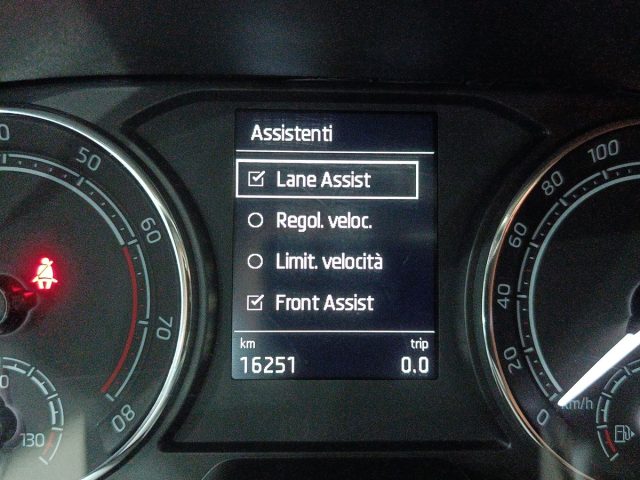 Assistenti
Lane Assist
Regol. veloc.
Limit. velocità
Front Assist
km trip
16251 0.0
50
60
70
80
130
0
20
40
60
80
100
km/h